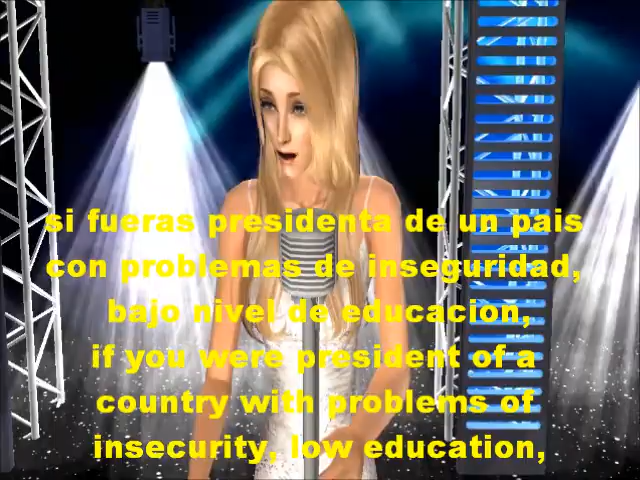 si fueras presidenta de un pais
con problemas de inseguridad,
bajo nivel de educacion,
if you were president of a
country with problems of
insecurity, low education,